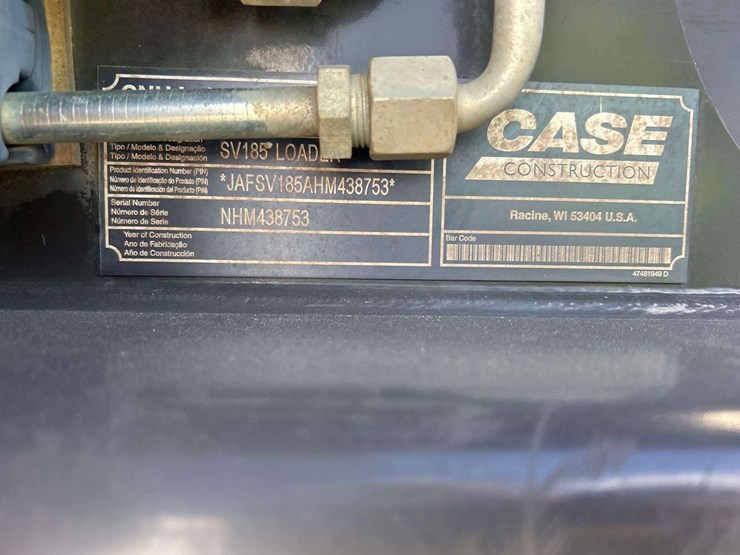 SV185 LOADER
Tipo / Modelo & Designação
Tipo / Modelo & Designación
Product Identification Number (PIN)
Número de Identificação do Produto (PIN)
Número de identificación del Producto (PIN)
*JAFSV185AHM438753*
Serial Number
Número de Série
Número de Serie
NHM438753
Year of Construction
Ano de Fabricação
Año de Construcción
CASE
CONSTRUCTION
Racine, WI 53404 U.S.A.
Bar Code
47481949 D